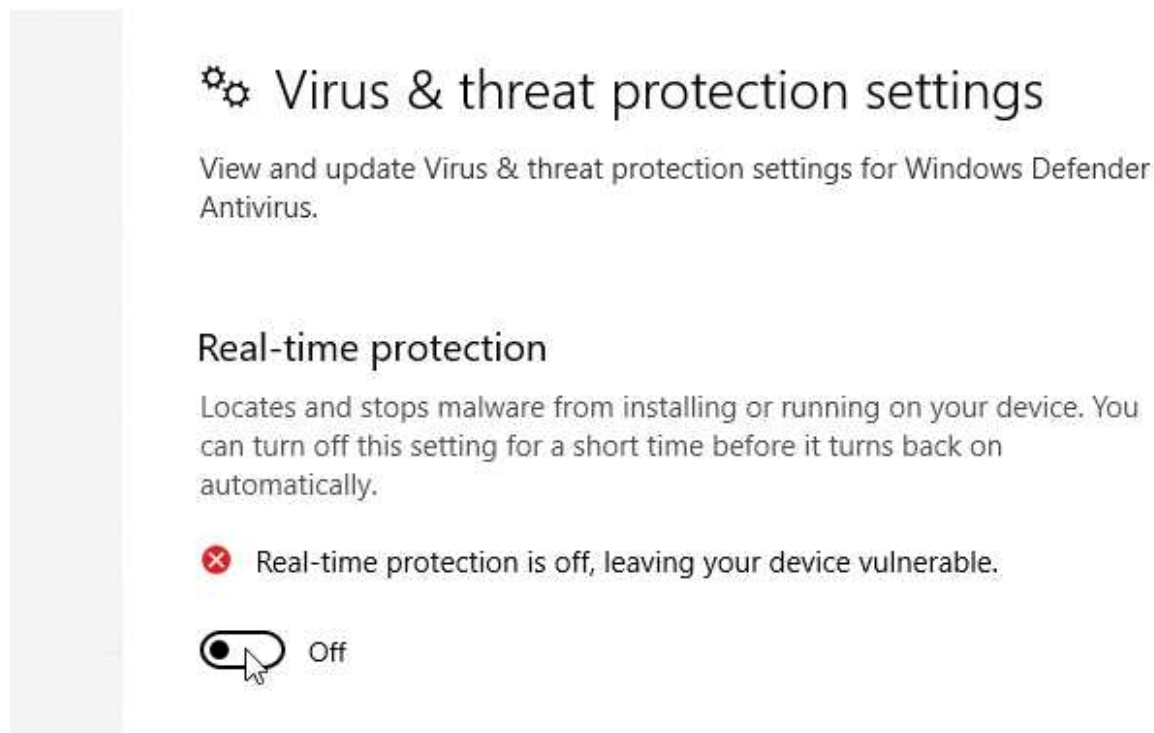 Virus & threat protection settings
View and update Virus & threat protection settings for Windows Defender
Antivirus.
Real-time protection
Locates and stops malware from installing or running on your device. You
can turn off this setting for a short time before it turns back on
automatically.
Real-time protection is off, leaving your device vulnerable.
Off